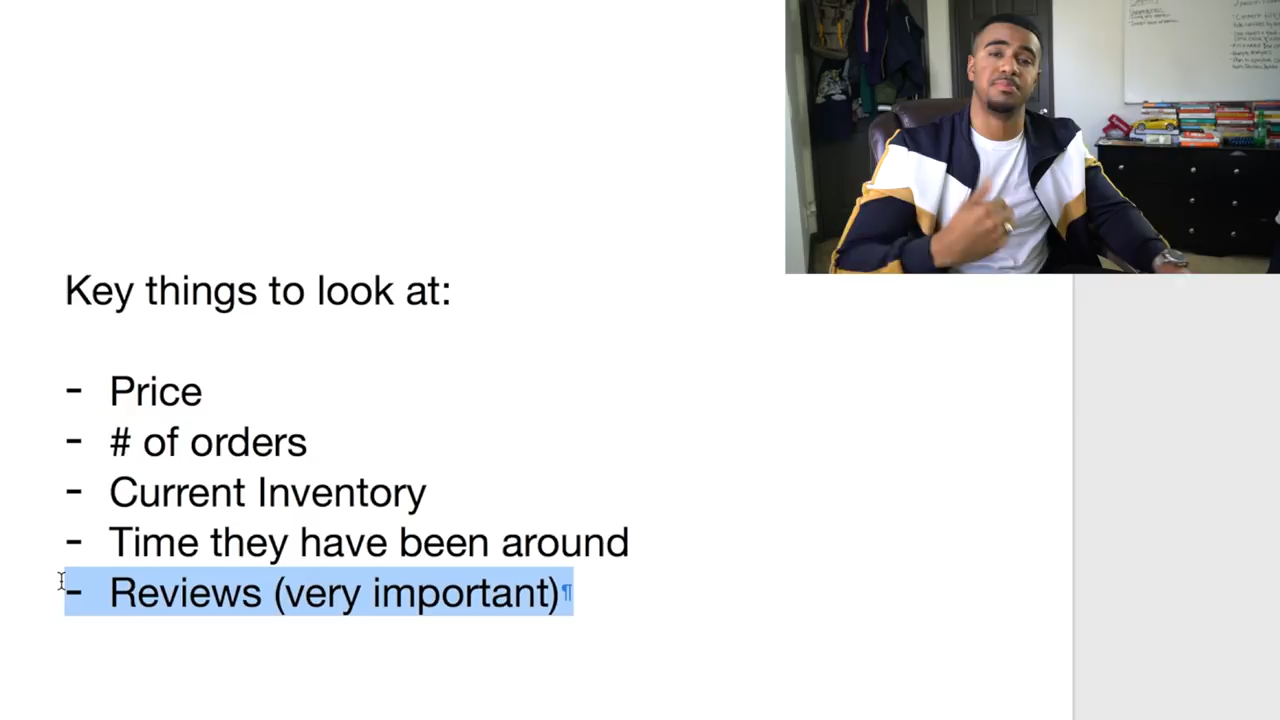 Key things to look at:
- Price
- # of orders
- Current Inventory
- Time they have been around
- Reviews (very important)¶